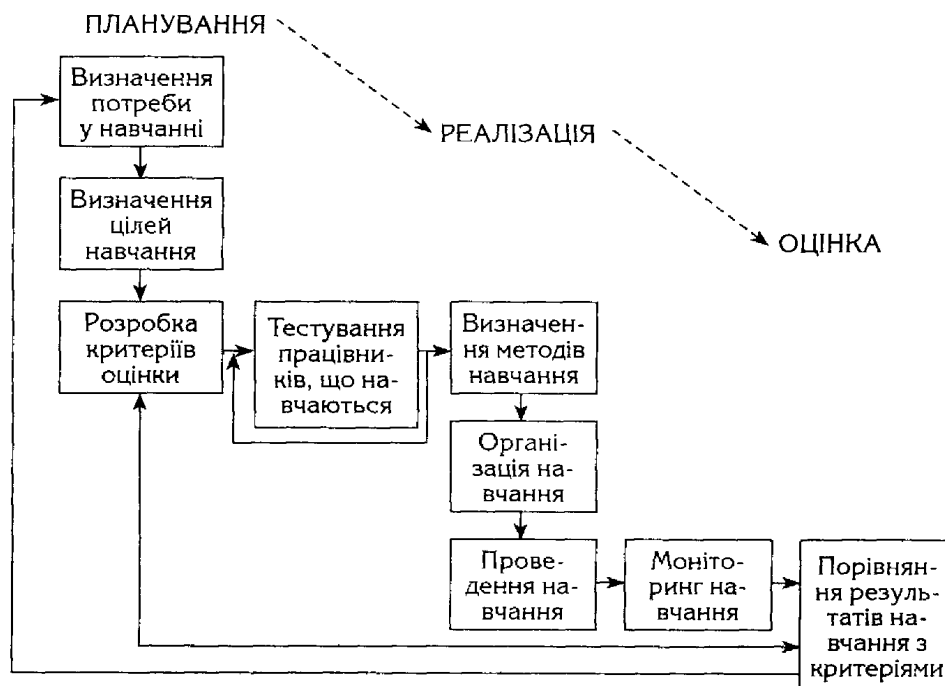 ПЛАНУВАННЯ
Визначення
потреби
у навчанні
РЕАЛІЗАЦІЯ
Визначення
цілей
навчання
ОЦІНКА
Розробка
критеріїв
оцінки
Тестування
працівни-
ків, що на-
вчаються
Визначен-
ня методів
навчання
Органі-
зація на-
вчання
Прове-
дення на-
вчання
Моніто-
ринг на-
вчання
Порівнян-
ня резуль-
татів на-
вчання з
критеріями